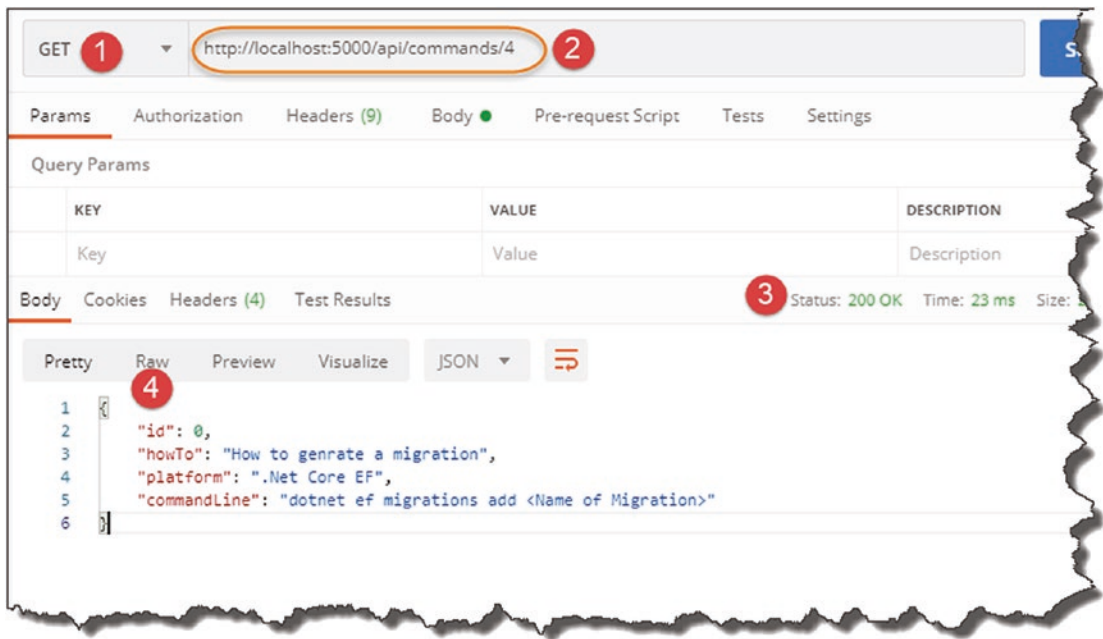 GET 1 http://localhost:5000/api/commands/4 2
Params Authorization Headers (9) Body Pre-request Script Tests Settings
Query Params
KEY VALUE DESCRIPTION
Key Value Description
Body Cookies Headers (4) Test Results 3 Status: 200 OK Time: 23 ms Size:
Pretty Raw Preview Visualize JSON
4
1 {
2 "id": 0,
3 "howTo": "How to genrate a migration",
4 "platform": ".Net Core EF",
5 "commandLine": "dotnet ef migrations add <Name of Migration>"
6 }